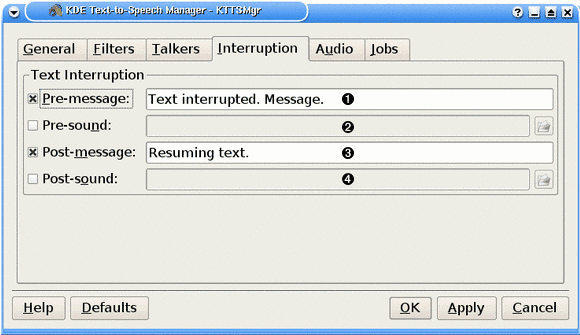 KDE Text-to-Speech Manager - KTTSMgr
General Filters Talkers Interruption Audio Jobs
Text Interruption
Pre-message: Text interrupted. Message. ❶
Pre-sound: ❷
Post-message: Resuming text. ❸
Post-sound: ❹
Help Defaults OK Apply Cancel